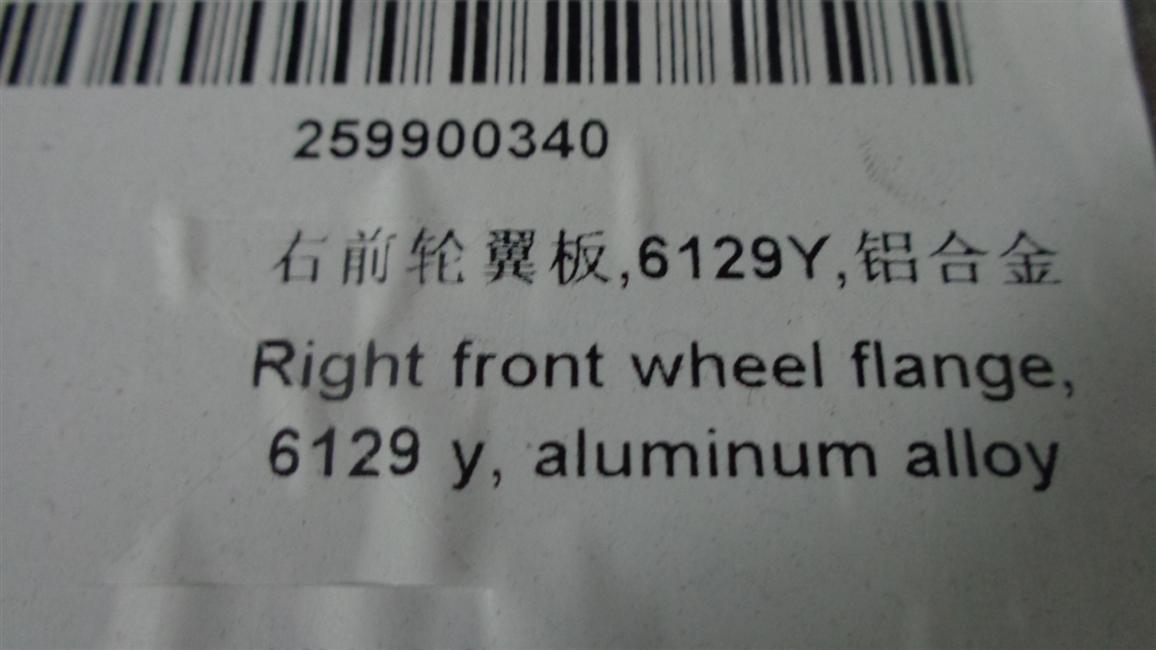 259900340
右前轮翼板,6129Y,铝合金
Right front wheel flange,
6129 y, aluminum alloy